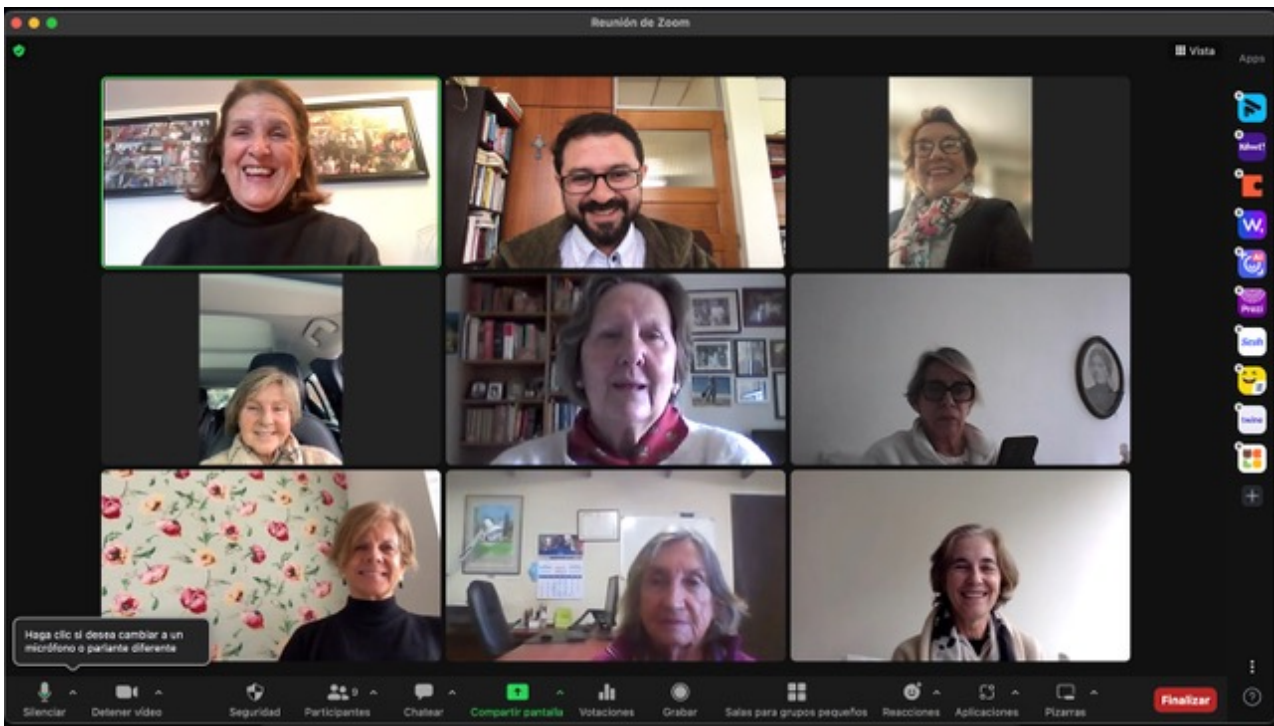 Reunión de Zoom
Vista
Apps
Prezi
Haga clic si desea cambiar a un
micrófono o parlante diferente
Silenciar
Detener vídeo
Seguridad
Participantes
9
Chatear
Compartir pantalla
Votaciones
Grabar
Salas para grupos pequeños
Reacciones
Aplicaciones
Pizarras
Finalizar